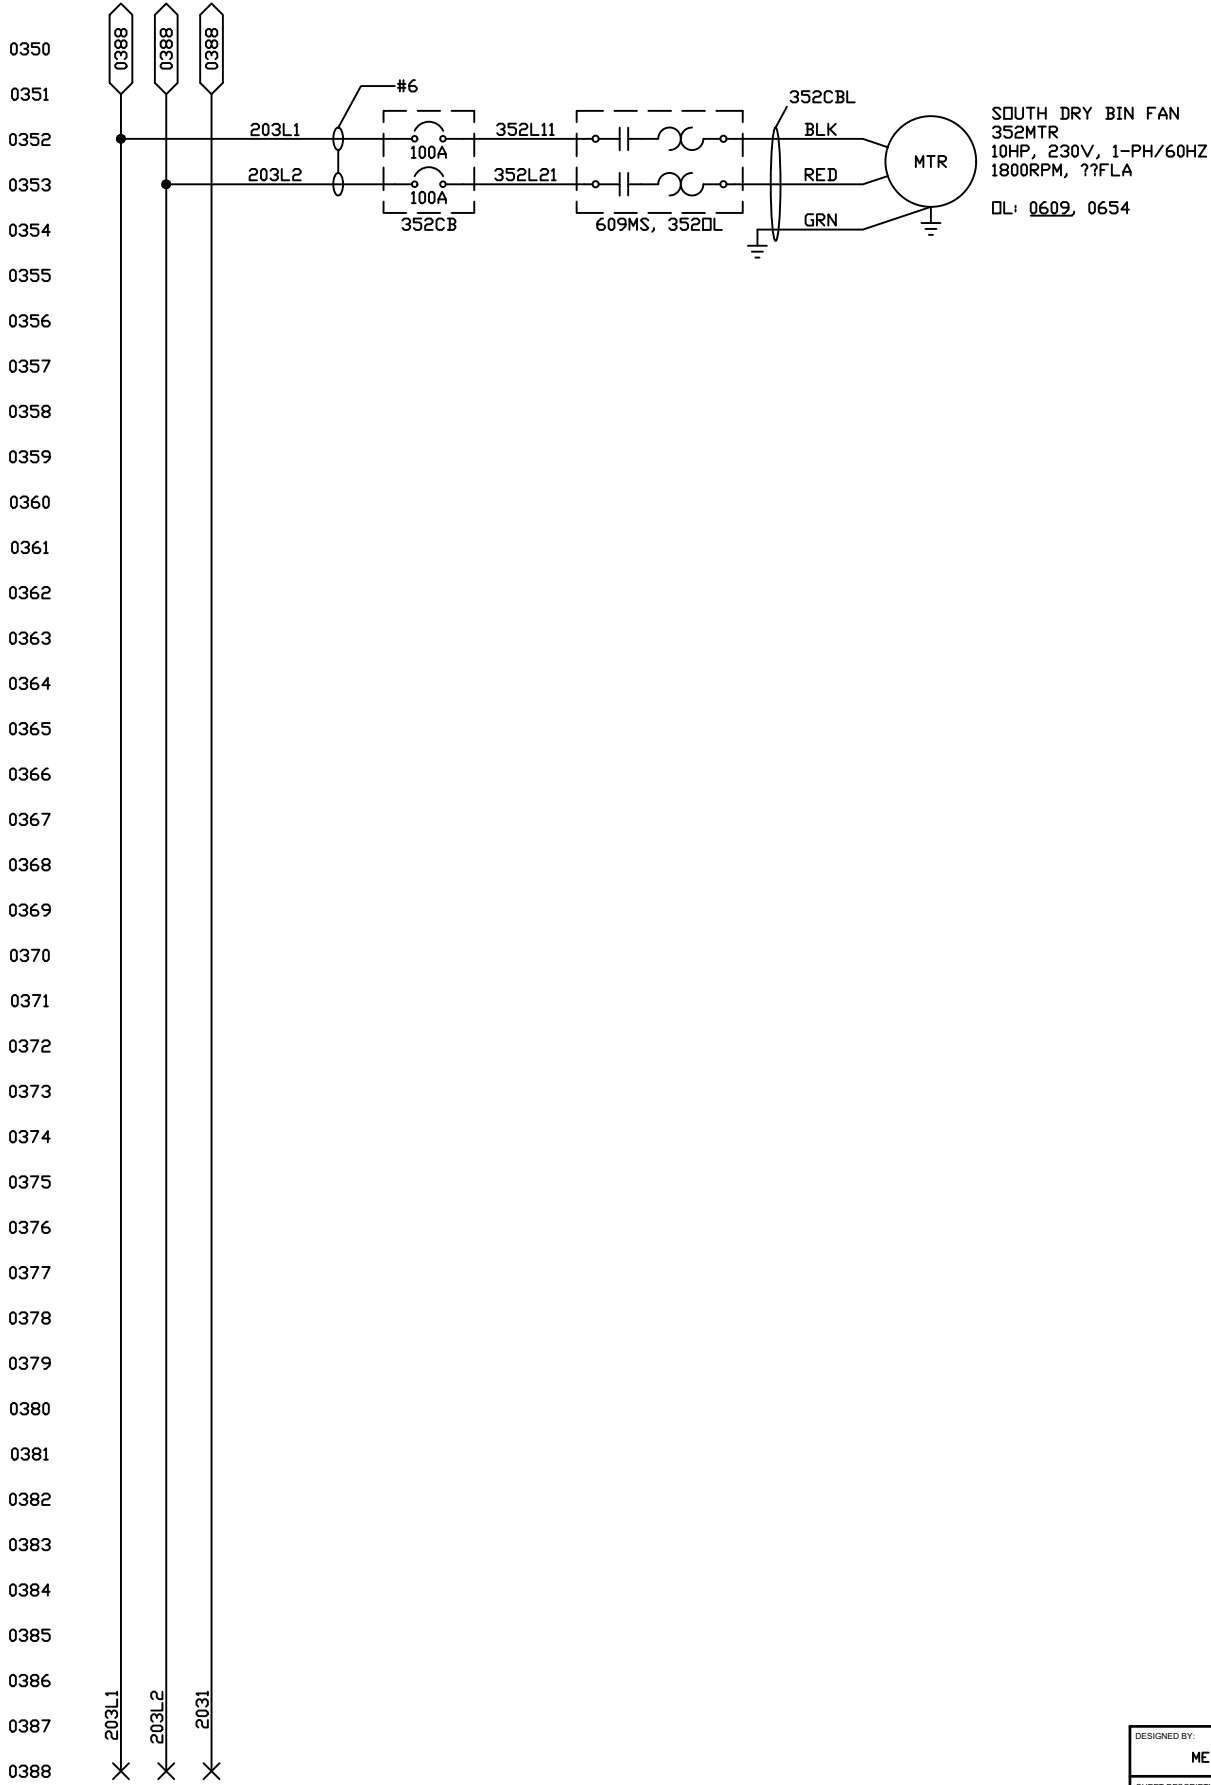 0388 0388 0388
0350
0351
#6
352CBL
SOUTH DRY BIN FAN
352MTR
10HP, 230V, 1-PH/60HZ
1800RPM, ??FLA
OL: 0609, 0654
0352 203L1 100A 352L11 BLK
MTR
0353 203L2 100A 352L21 RED
0354 352CB 609MS, 352OL GRN
0355
0356
0357
0358
0359
0360
0361
0362
0363
0364
0365
0366
0367
0368
0369
0370
0371
0372
0373
0374
0375
0376
0377
0378
0379
0380
0381
0382
0383
0384
0385
0386
203L1 203L2 2031
0387
0388
DESIGNED BY:
ME